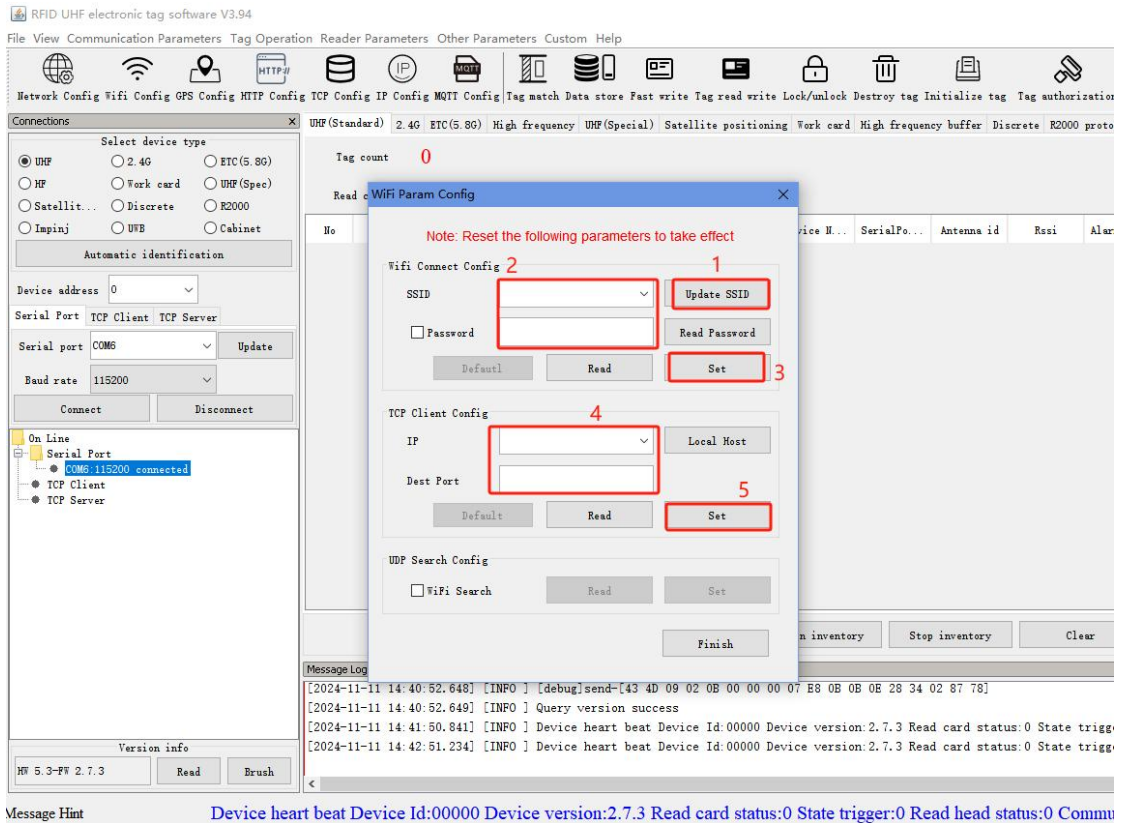 RFID UHF electronic tag software V3.94
File View Communication Parameters Tag Operation Reader Parameters Other Parameters Custom Help
HTTP:// IP MQTT
Network Config Wifi Config GPS Config HTTP Config TCP Config IP Config MQTT Config Tag match Data store Fast write Tag read write Lock/unlock Destroy tag Initialize tag Tag authorization
Connections X UHF(Standard) 2.4G ETC(5.8G) High frequency UHF(Special) Satellite positioning Work card High frequency buffer Discrete R2000 proto
Select device type
UHF 2.4G ETC(5.8G)
HF Work card UHF(Spec)
Satellit... Discrete R2000
Impinj UWB Cabinet
Automatic identification
Device address 0
Serial Port TCP Client TCP Server
Serial port COM6 Update
Baud rate 115200
Connect Disconnect
On Line
Serial Port
COM6:115200 connected
TCP Client
TCP Server
Version info
HW 5.3-FW 2.7.3 Read Brush
Tag count 0
Read c
No vice N... SerialPo... Antenna id Rssi Alar
WiFi Param Config
Note: Reset the following parameters to take effect
Wifi Connect Config 2 1
SSID Update SSID
Password Read Password
Defautl Read Set 3
TCP Client Config 4
IP Local Host
Dest Port 5
Default Read Set
UDP Search Config
WiFi Search Read Set
Finish
n inventory Stop inventory Clear
Message Log
[2024-11-11 14:40:52.648] [INFO ] [debug]send-[43 4D 09 02 0B 00 00 00 07 E8 0B 0B 0E 28 34 02 87 78]
[2024-11-11 14:40:52.649] [INFO ] Query version success
[2024-11-11 14:41:50.841] [INFO ] Device heart beat Device Id:00000 Device version:2.7.3 Read card status:0 State trigg
[2024-11-11 14:42:51.234] [INFO ] Device heart beat Device Id:00000 Device version:2.7.3 Read card status:0 State trigg
Message Hint Device heart beat Device Id:00000 Device version:2.7.3 Read card status:0 State trigger:0 Read head status:0 Commu